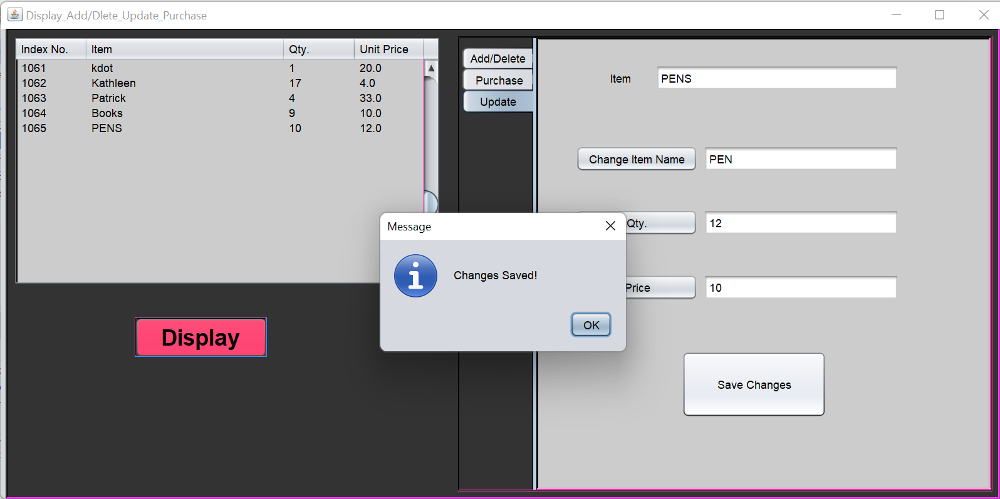 Display_Add/Dlete_Update_Purchase
Index No. Item Qty. Unit Price
1061 kdot 1 20.0
1062 Kathleen 17 4.0
1063 Patrick 4 33.0
1064 Books 9 10.0
1065 PENS 10 12.0
Display
Add/Delete
Purchase
Update
Item PENS
Change Item Name PEN
Qty. 12
Price 10
Save Changes
Message
Changes Saved!
OK